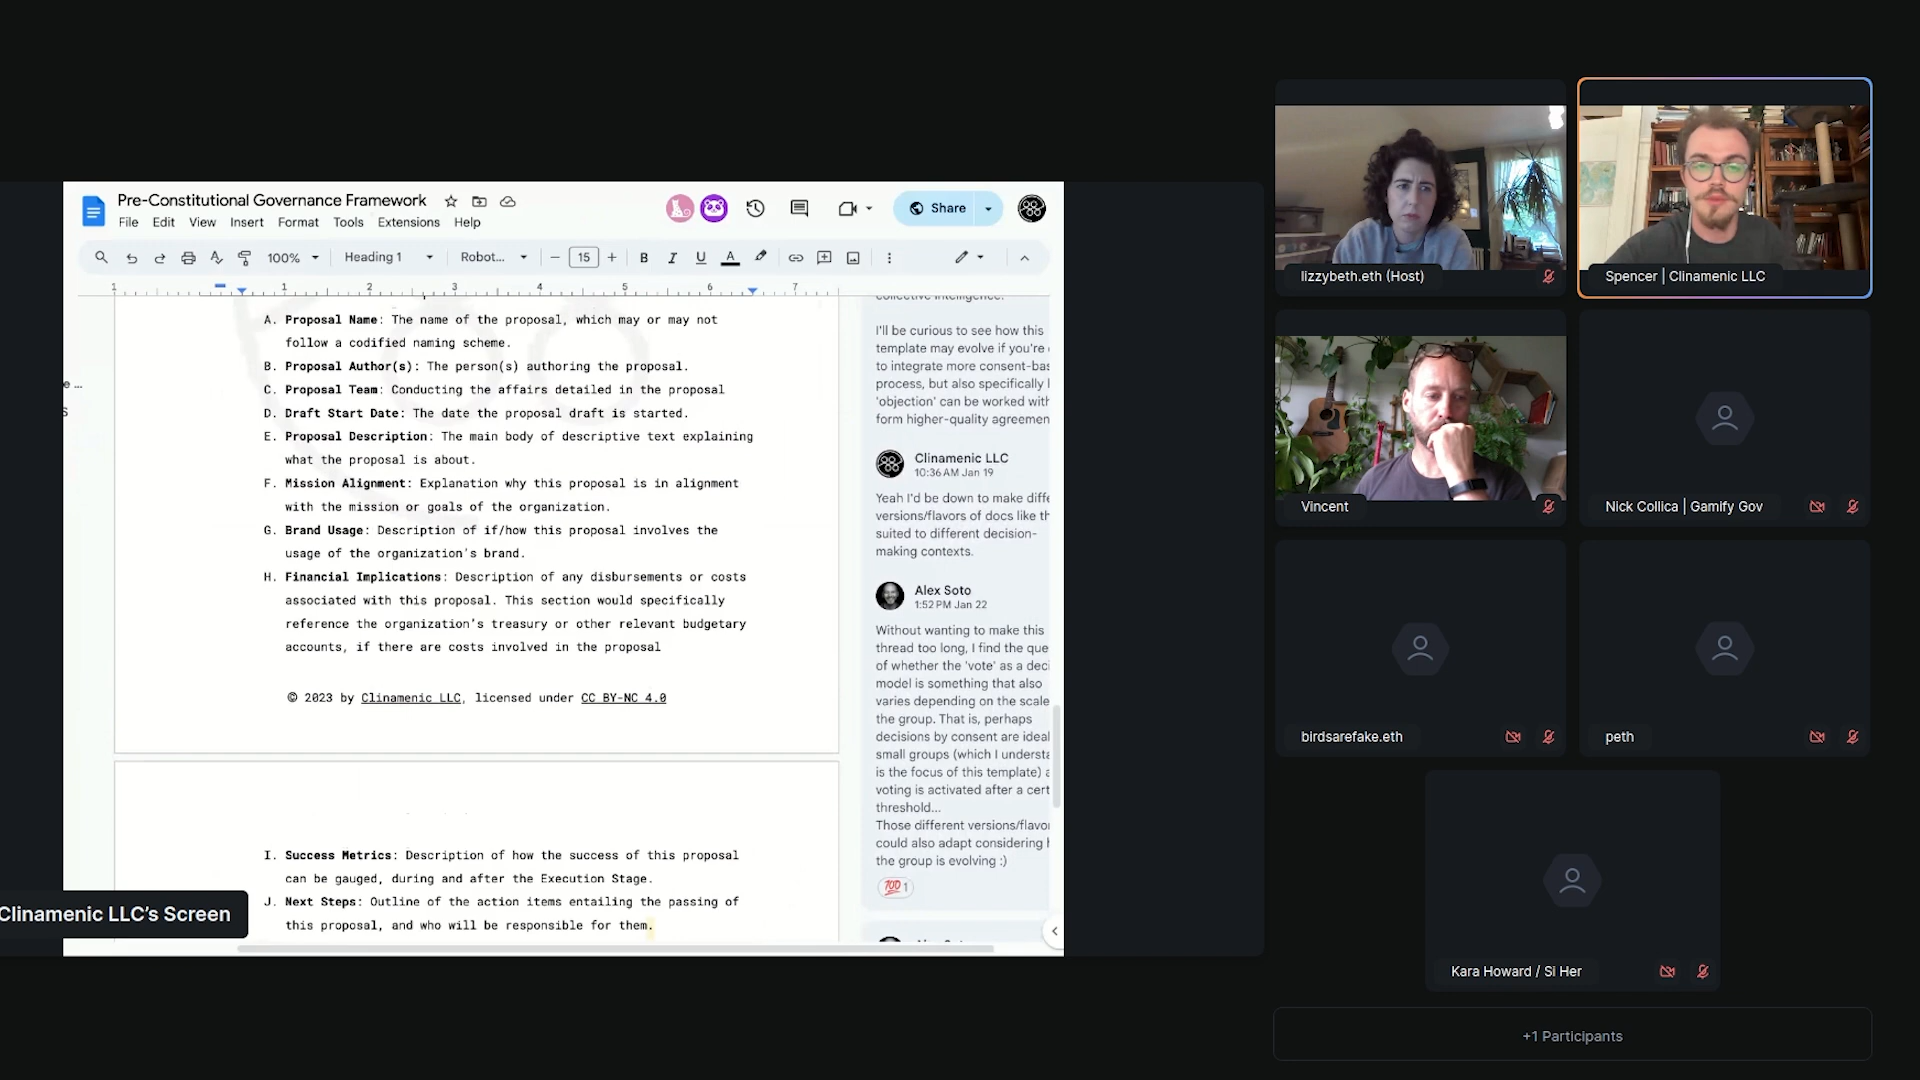 Pre-Constitutional Governance Framework
File Edit View Insert Format Tools Extensions Help
Share
100% Heading 1 Robot... 15 B I U A
1 1 2 3 4 5 6 7
A. Proposal Name: The name of the proposal, which may or may not
follow a codified naming scheme.
B. Proposal Author(s): The person(s) authoring the proposal.
C. Proposal Team: Conducting the affairs detailed in the proposal
D. Draft Start Date: The date the proposal draft is started.
E. Proposal Description: The main body of descriptive text explaining
what the proposal is about.
F. Mission Alignment: Explanation why this proposal is in alignment
with the mission or goals of the organization.
G. Brand Usage: Description of if/how this proposal involves the
usage of the organization's brand.
H. Financial Implications: Description of any disbursements or costs
associated with this proposal. This section would specifically
reference the organization's treasury or other relevant budgetary
accounts, if there are costs involved in the proposal
© 2023 by Clinamenic LLC, licensed under CC BY-NC 4.0
I. Success Metrics: Description of how the success of this proposal
can be gauged, during and after the Execution Stage.
J. Next Steps: Outline of the action items entailing the passing of
this proposal, and who will be responsible for them.
collective intelligence.
I'll be curious to see how this
template may evolve if you're
to integrate more consent-bas
process, but also specifically
'objection' can be worked with
form higher-quality agreemen
Clinamenic LLC
10:36 AM Jan 19
Yeah I'd be down to make diffe
versions/flavors of docs like th
suited to different decision-
making contexts.
Alex Soto
1:52 PM Jan 22
Without wanting to make this
thread too long, I find the que
of whether the 'vote' as a deci
model is something that also
varies depending on the scale
the group. That is, perhaps
decisions by consent are ideal
small groups (which I understa
is the focus of this template) a
voting is activated after a cert
threshold...
Those different versions/flavor
could also adapt considering h
the group is evolving :)
100 1
Clinamenic LLC's Screen
lizzybeth.eth (Host)
Spencer | Clinamenic LLC
Vincent
Nick Collica | Gamify Gov
birdsarefake.eth
peth
Kara Howard / Si Her
+1 Participants